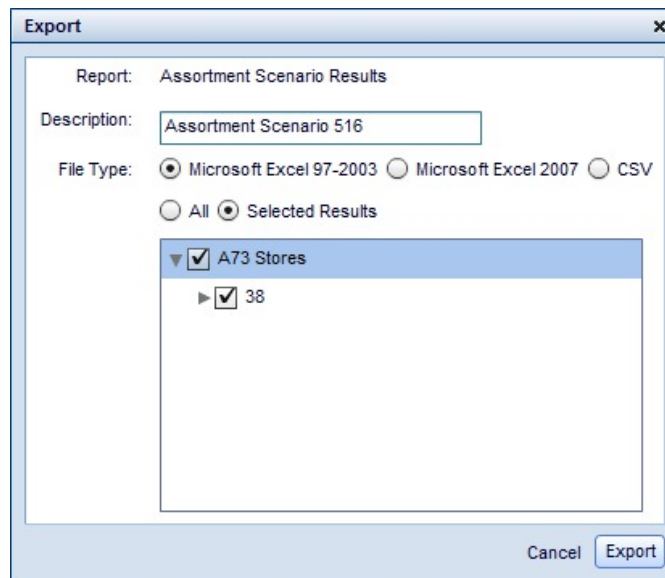 Export
Report: Assortment Scenario Results
Description: Assortment Scenario 516
File Type: Microsoft Excel 97-2003 Microsoft Excel 2007 CSV
All Selected Results
A73 Stores
38
Cancel Export